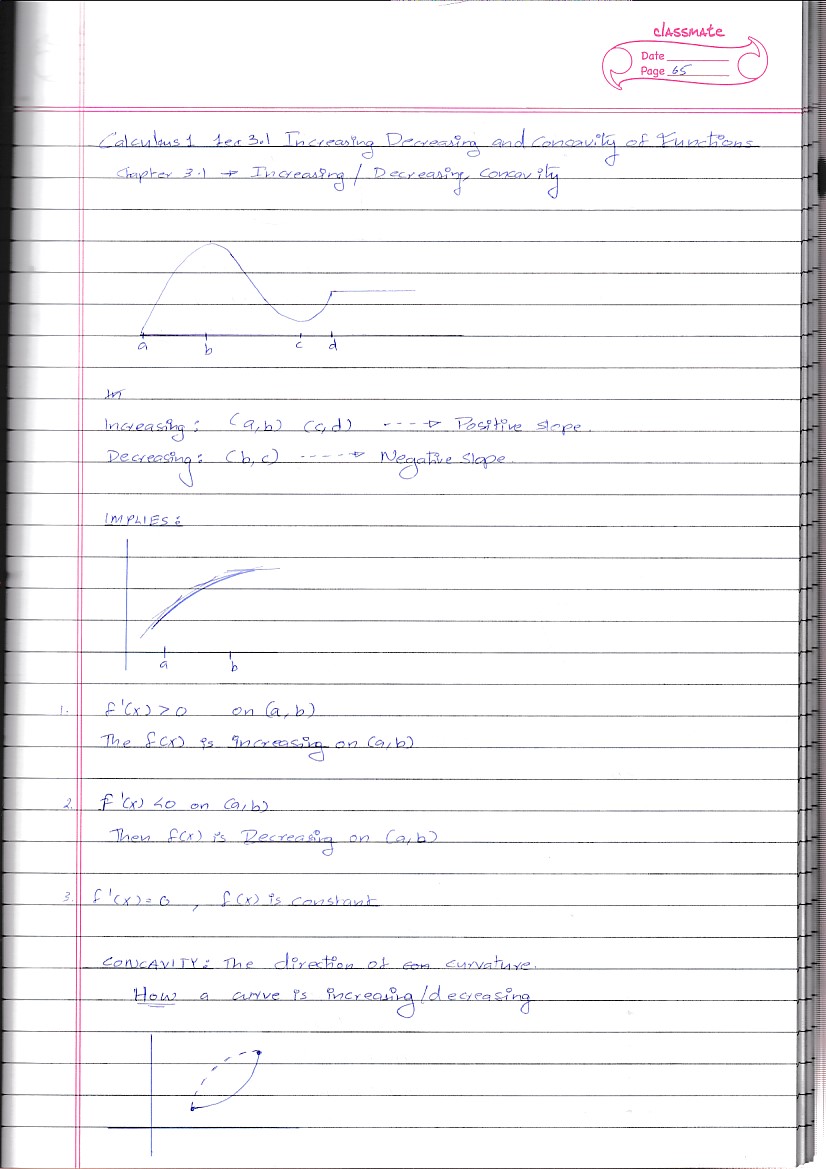 classmate
Date
Page 65
Calculus 1 Lec 3.1 Increasing Decreasing and Concavity of Functions
Chapter 3.1 → Increasing / Decreasing, Concavity
a b c d
Increasing: (a,b) (c,d) ----→ Positive slope.
Decreasing: (b,c) -----→ Negative slope.
IMPLIES:
a b
1. f'(x) > 0 on (a,b)
The f(x) is increasing on (a,b)
2. f'(x) <0 on (a,b)
Then f(x) is Decreasing on (a,b)
3. f'(x) = 0 , f(x) is constant
CONCAVITY: The direction of curvature.
How a curve is increasing/decreasing